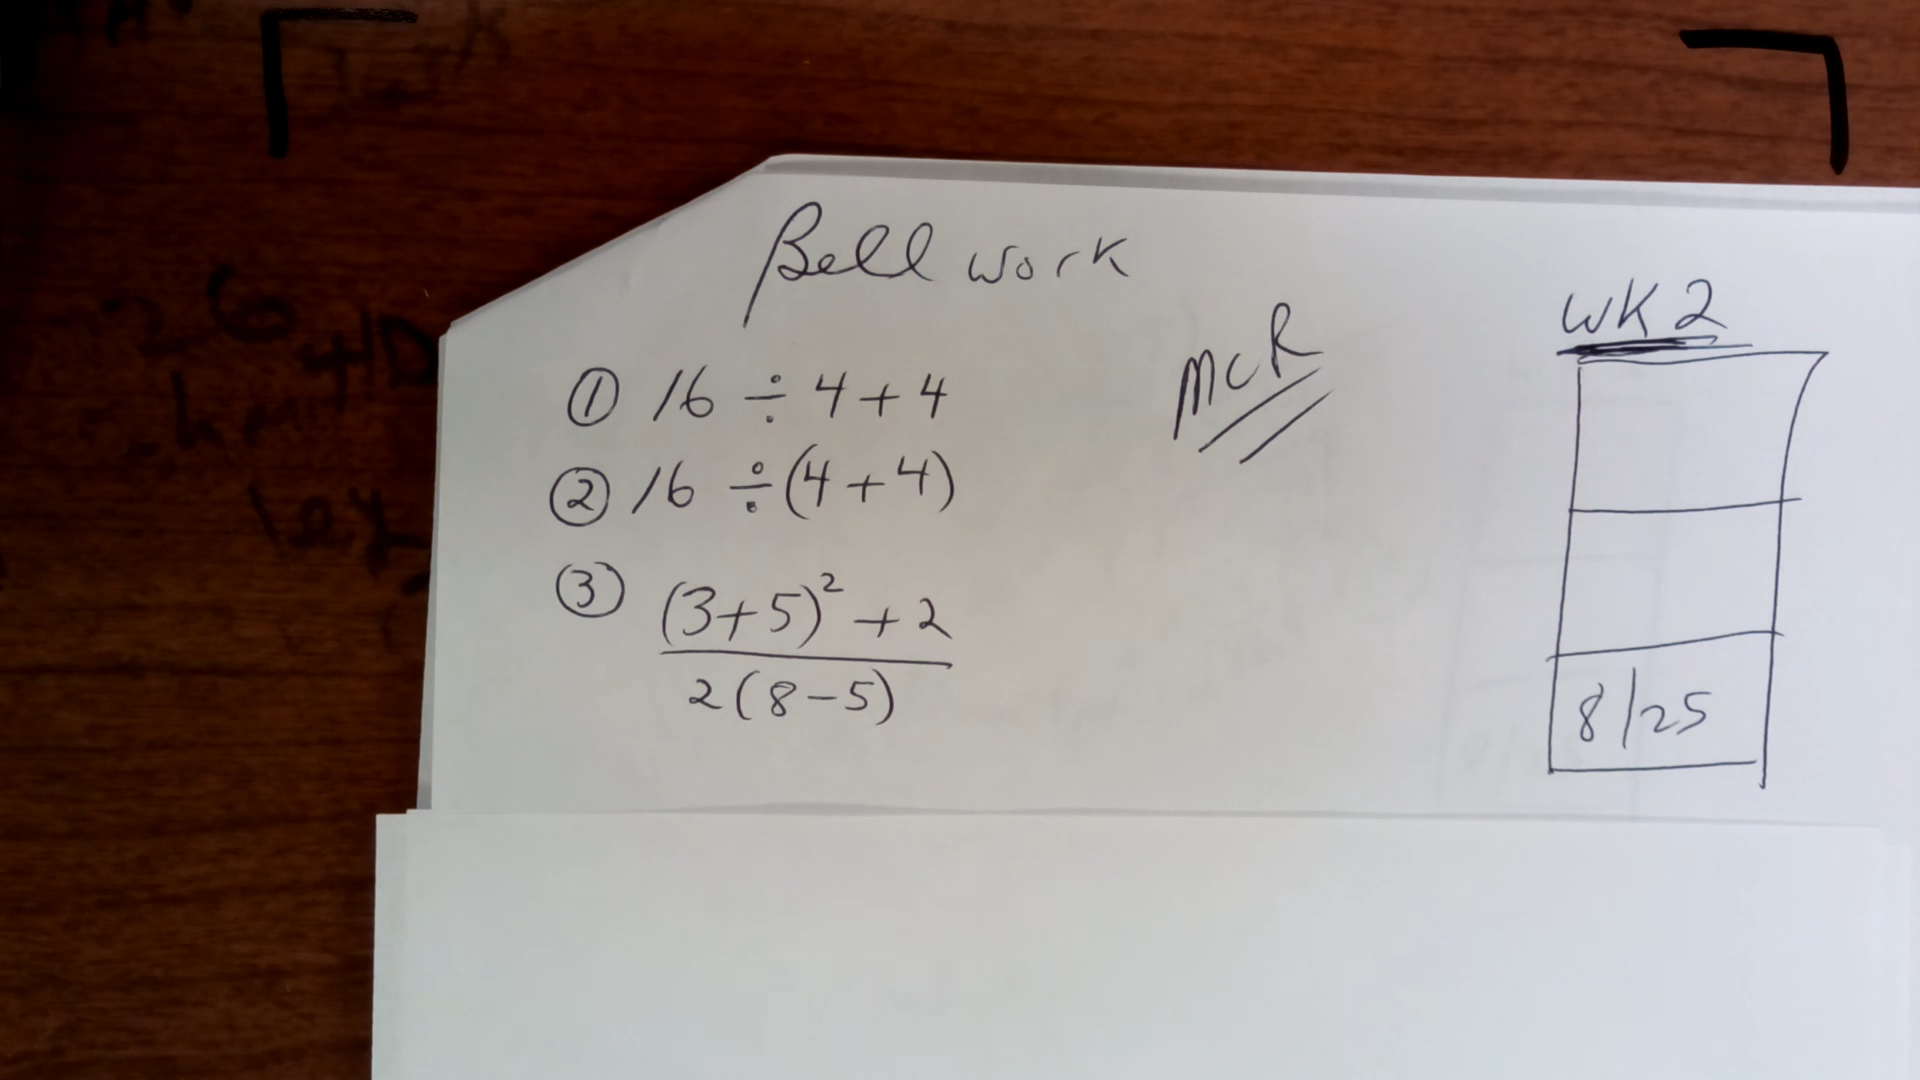 Bell work
① 16 ÷ 4 + 4
② 16 ÷ (4 + 4)
③ (3+5)² + 2
2(8-5)
MCR
WK 2
8/25